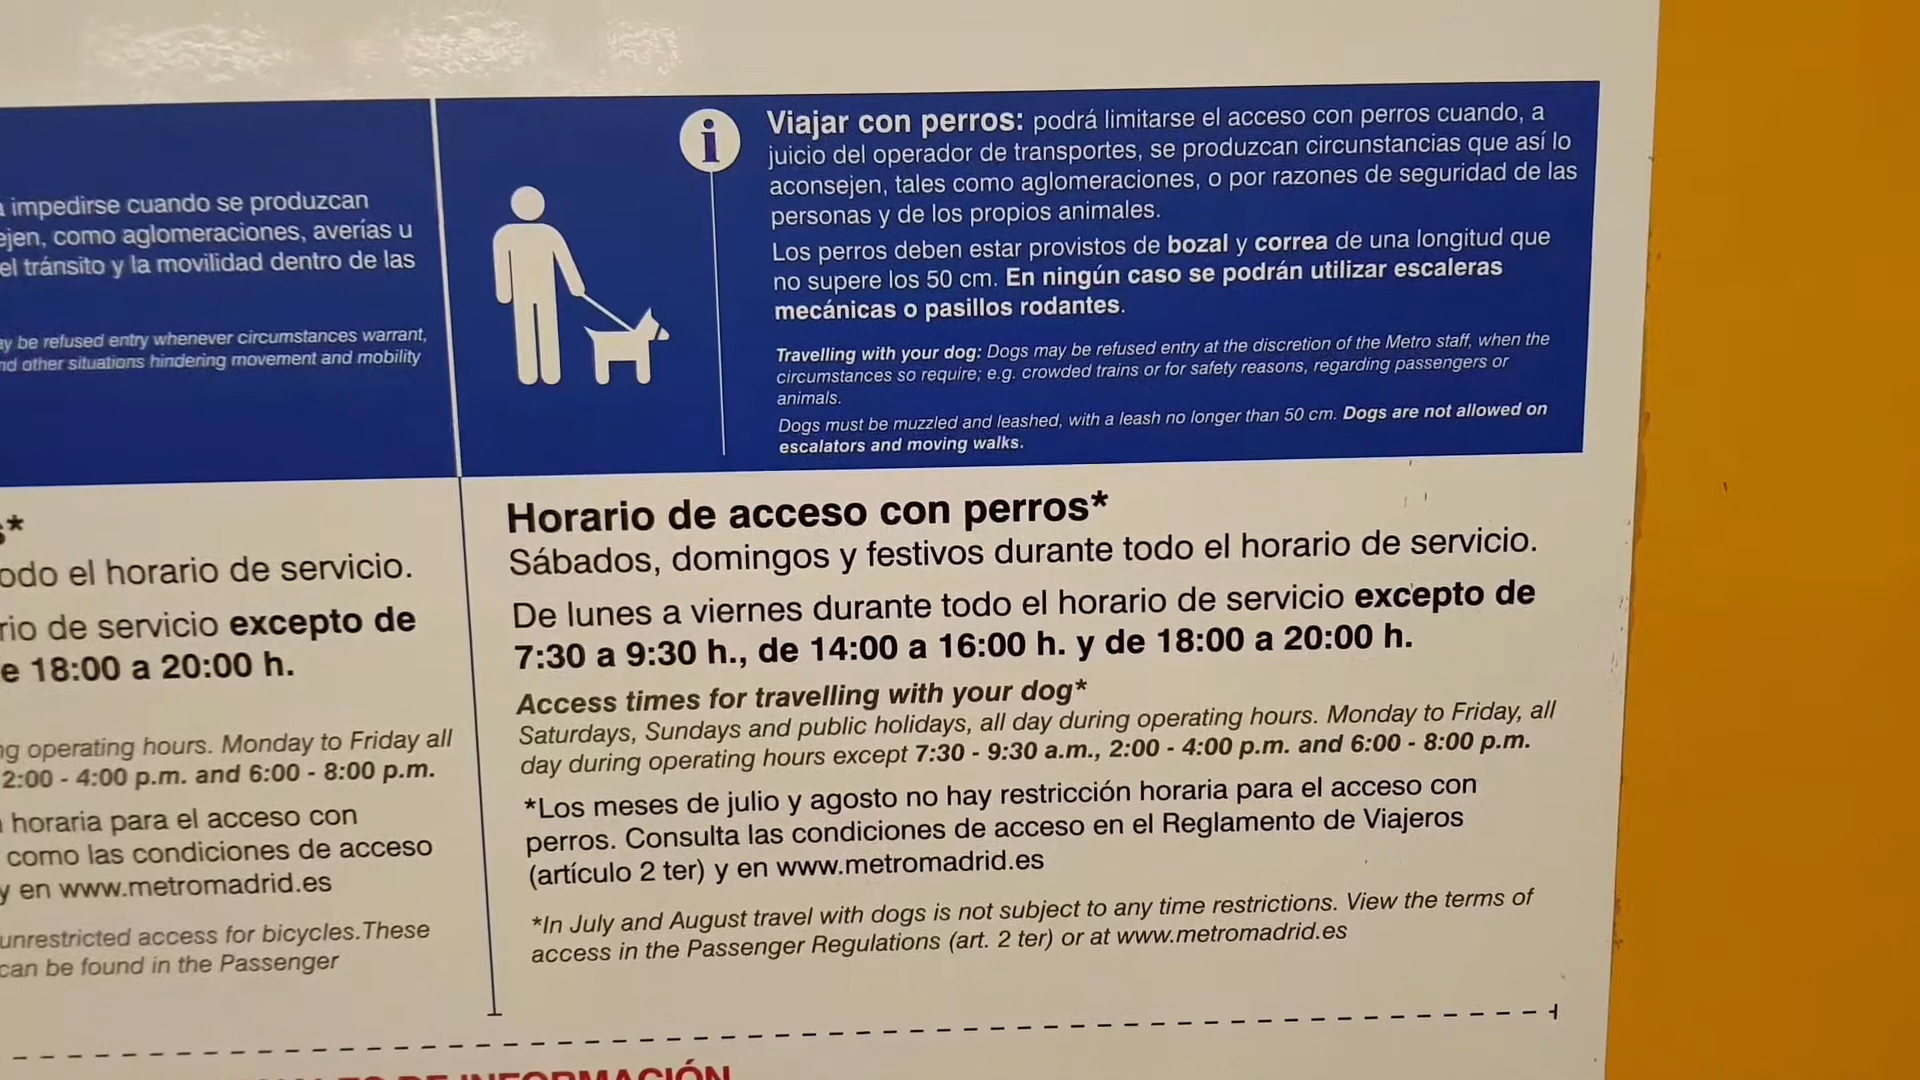 impedirse cuando se produzcan
como aglomeraciones, averías u
el tránsito y la movilidad dentro de las
be refused entry whenever circumstances warrant,
other situations hindering movement and mobility
todo el horario de servicio.
de servicio excepto de
18:00 a 20:00 h.
operating hours. Monday to Friday all
2:00 - 4:00 p.m. and 6:00 - 8:00 p.m.
horaria para el acceso con
como las condiciones de acceso
y en www.metromadrid.es
unrestricted access for bicycles.These
can be found in the Passenger
i
Viajar con perros: podrá limitarse el acceso con perros cuando, a
juicio del operador de transportes, se produzcan circunstancias que así lo
aconsejen, tales como aglomeraciones, o por razones de seguridad de las
personas y de los propios animales.
Los perros deben estar provistos de bozal y correa de una longitud que
no supere los 50 cm. En ningún caso se podrán utilizar escaleras
mecánicas o pasillos rodantes.
Travelling with your dog: Dogs may be refused entry at the discretion of the Metro staff, when the
circumstances so require; e.g. crowded trains or for safety reasons, regarding passengers or
animals.
Dogs must be muzzled and leashed, with a leash no longer than 50 cm. Dogs are not allowed on
escalators and moving walks.
Horario de acceso con perros*
Sábados, domingos y festivos durante todo el horario de servicio.
De lunes a viernes durante todo el horario de servicio excepto de
7:30 a 9:30 h., de 14:00 a 16:00 h. y de 18:00 a 20:00 h.
Access times for travelling with your dog*
Saturdays, Sundays and public holidays, all day during operating hours. Monday to Friday, all
day during operating hours except 7:30 - 9:30 a.m., 2:00 - 4:00 p.m. and 6:00 - 8:00 p.m.
*Los meses de julio y agosto no hay restricción horaria para el acceso con
perros. Consulta las condiciones de acceso en el Reglamento de Viajeros
(artículo 2 ter) y en www.metromadrid.es
*In July and August travel with dogs is not subject to any time restrictions. View the terms of
access in the Passenger Regulations (art. 2 ter) or at www.metromadrid.es
DE INFORMACIÓN